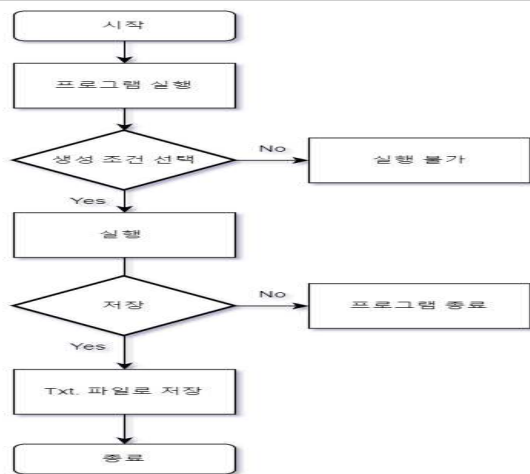 시작
프로그램 실행
생성 조건 선택
No
실행 불가
Yes
실행
저장
No
프로그램 종료
Yes
Txt. 파일로 저장
종료